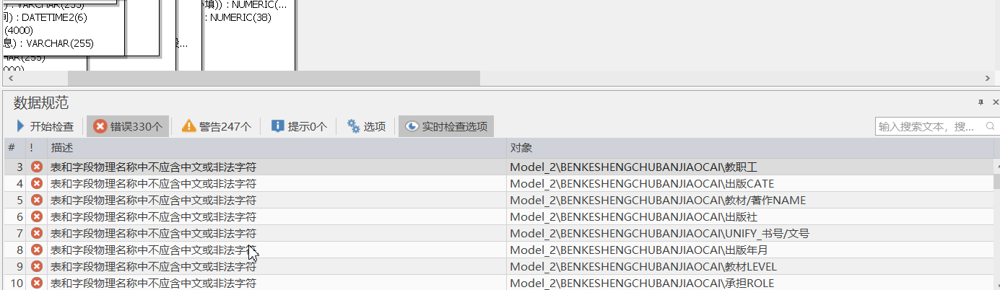 : VARCHAR(255)
填)) : NUMERIC(...
间) : DATETIME2(6)
: NUMERIC(38)
(4000)
息) : VARCHAR(255)
数据规范
开始检查 错误330个 警告247个 提示0个 选项 实时检查选项 输入搜索文本，搜...
# ! 描述 对象
3 表和字段物理名称中不应含中文或非法字符 Model_2\BENKESHENGCHUBANJIAOCAI\教职工
4 表和字段物理名称中不应含中文或非法字符 Model_2\BENKESHENGCHUBANJIAOCAI\出版CATE
5 表和字段物理名称中不应含中文或非法字符 Model_2\BENKESHENGCHUBANJIAOCAI\教材/著作NAME
6 表和字段物理名称中不应含中文或非法字符 Model_2\BENKESHENGCHUBANJIAOCAI\出版社
7 表和字段物理名称中不应含中文或非法字符 Model_2\BENKESHENGCHUBANJIAOCAI\UNIFY_书号/文号
8 表和字段物理名称中不应含中文或非法字符 Model_2\BENKESHENGCHUBANJIAOCAI\出版年月
9 表和字段物理名称中不应含中文或非法字符 Model_2\BENKESHENGCHUBANJIAOCAI\教材LEVEL
10 表和字段物理名称中不应含中文或非法字符 Model_2\BENKESHENGCHUBANJIAOCAI\承担ROLE